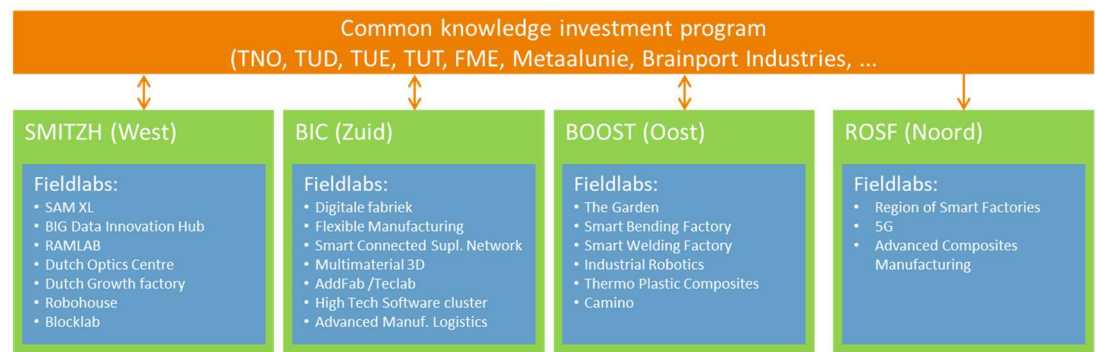 Common knowledge investment program
(TNO, TUD, TUE, TUT, FME, Metaalunie, Brainport Industries, ...
SMITZH (West)
Fieldlabs:
• SAM XL
• BIG Data Innovation Hub
• RAMLAB
• Dutch Optics Centre
• Dutch Growth factory
• Robohouse
• Blocklab
BIC (Zuid)
Fieldlabs:
• Digitale fabriek
• Flexible Manufacturing
• Smart Connected Supl. Network
• Multimaterial 3D
• AddFab /Teclab
• High Tech Software cluster
• Advanced Manuf. Logistics
BOOST (Oost)
Fieldlabs:
• The Garden
• Smart Bending Factory
• Smart Welding Factory
• Industrial Robotics
• Thermo Plastic Composites
• Camino
ROSF (Noord)
Fieldlabs:
• Region of Smart Factories
• 5G
• Advanced Composites
Manufacturing